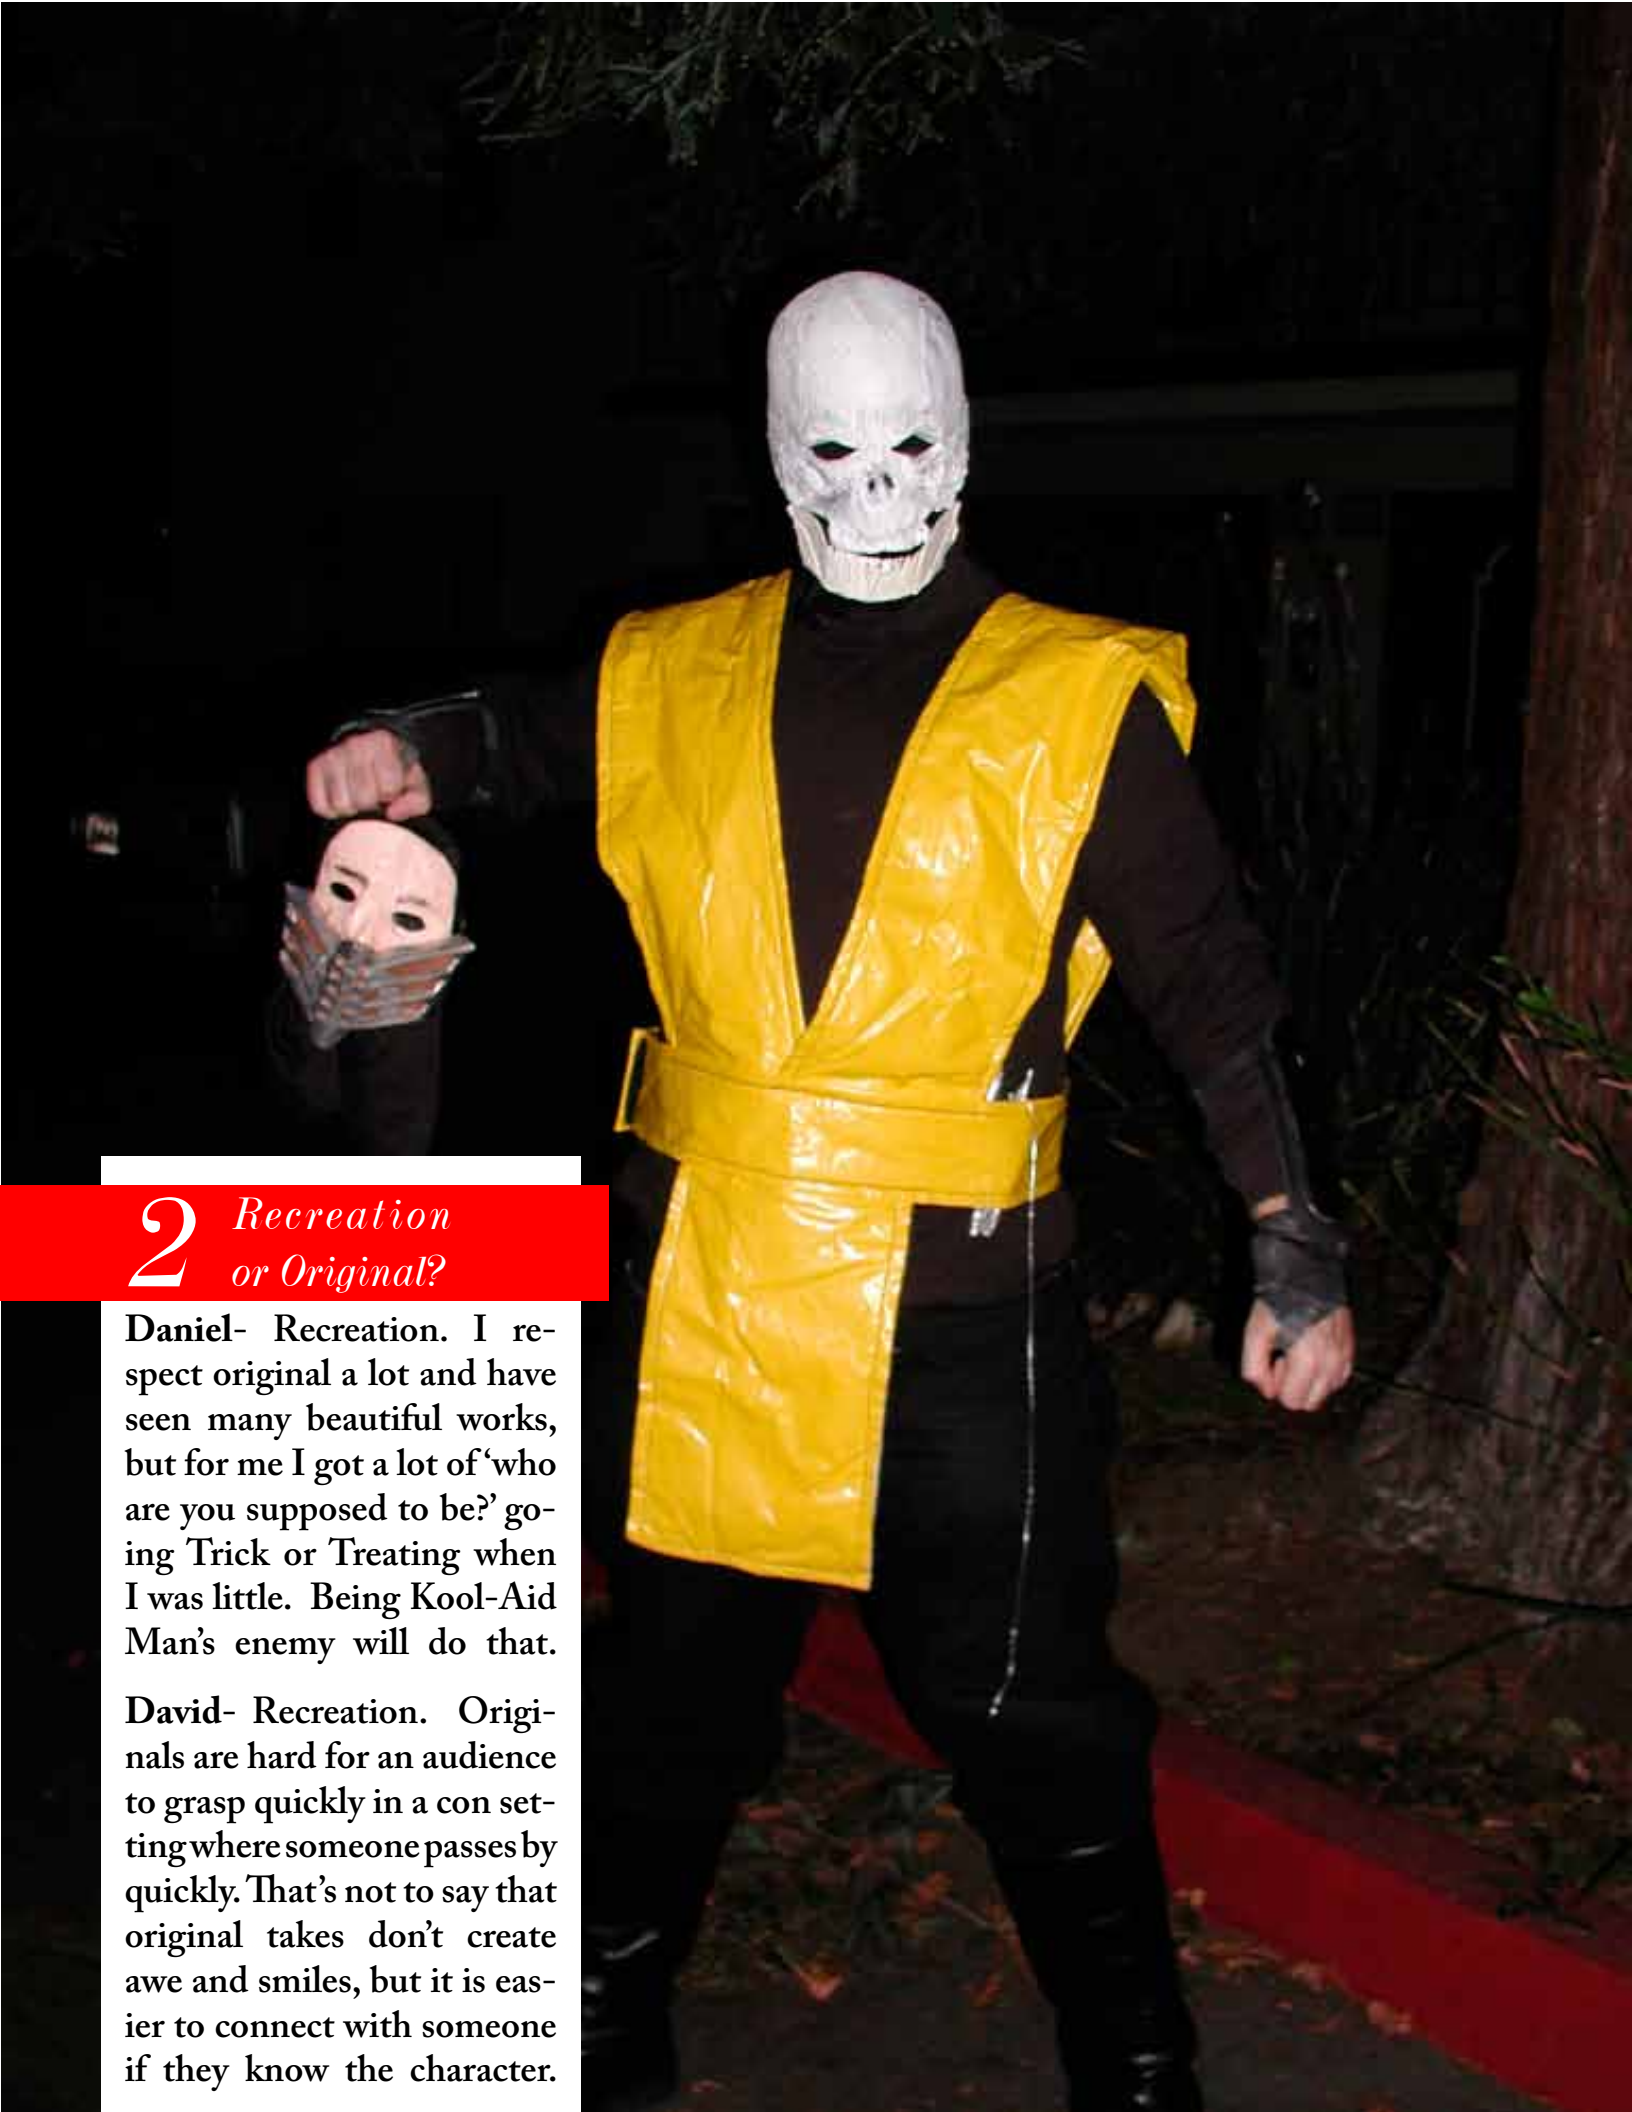 2 Recreation
or Original?
Daniel- Recreation. I re-
spect original a lot and have
seen many beautiful works,
but for me I got a lot of ‘who
are you supposed to be?’ go-
ing Trick or Treating when
I was little. Being Kool-Aid
Man’s enemy will do that.
David- Recreation. Origi-
nals are hard for an audience
to grasp quickly in a con set-
ting where someone passes by
quickly. That’s not to say that
original takes don’t create
awe and smiles, but it is eas-
ier to connect with someone
if they know the character.